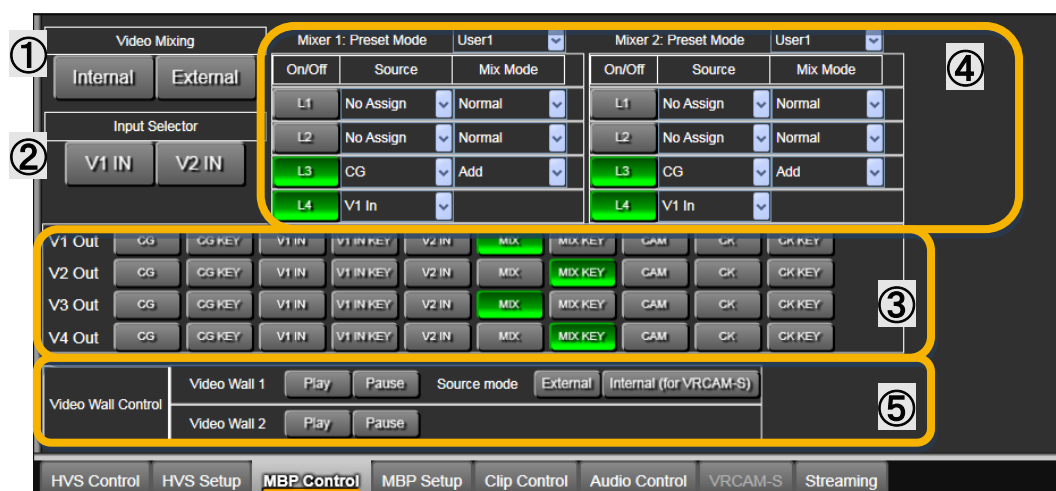 ① Video Mixing Mixer 1: Preset Mode User1 Mixer 2: Preset Mode User1 ④
Internal External On/Off Source Mix Mode On/Off Source Mix Mode
L1 No Assign Normal L1 No Assign Normal
Input Selector L2 No Assign Normal L2 No Assign Normal
② V1 IN V2 IN L3 CG Add L3 CG Add
L4 V1 In L4 V1 In
V1 Out CG CG KEY V1 IN V1 IN KEY V2 IN MIX MIX KEY CAM CK CK KEY
V2 Out CG CG KEY V1 IN V1 IN KEY V2 IN MIX MIX KEY CAM CK CK KEY
V3 Out CG CG KEY V1 IN V1 IN KEY V2 IN MIX MIX KEY CAM CK CK KEY ③
V4 Out CG CG KEY V1 IN V1 IN KEY V2 IN MIX MIX KEY CAM CK CK KEY
Video Wall Control Video Wall 1 Play Pause Source mode External Internal (for VRCAM-S) ⑤
Video Wall 2 Play Pause
HVS Control HVS Setup MBP Control MBP Setup Clip Control Audio Control VRCAM-S Streaming